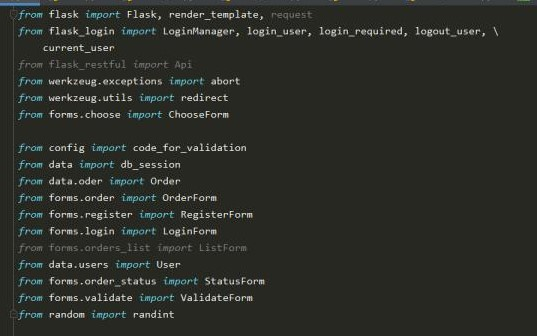 from flask import Flask, render_template, request
from flask_login import LoginManager, login_user, login_required, logout_user, \
current_user
from flask_restful import Api
from werkzeug.exceptions import abort
from werkzeug.utils import redirect
from forms.choose import ChooseForm
from config import code_for_validation
from data import db_session
from data.oder import Order
from forms.order import OrderForm
from forms.register import RegisterForm
from forms.login import LoginForm
from forms.orders_list import ListForm
from data.users import User
from forms.order_status import StatusForm
from forms.validate import ValidateForm
from random import randint